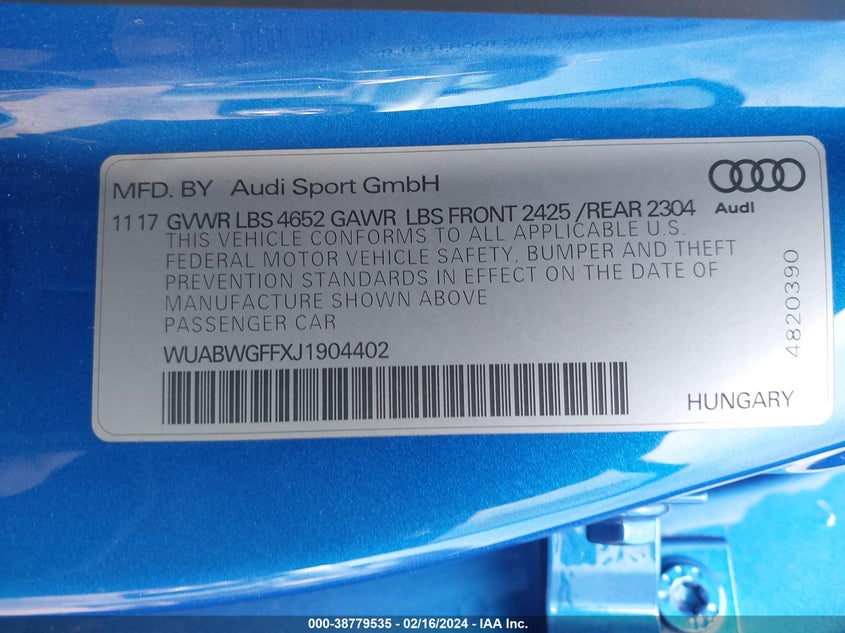 MFD. BY Audi Sport GmbH
Audi
11 17 GVWR LBS 4652 GAWR LBS FRONT 2425 /REAR 2304
THIS VEHICLE CONFORMS TO ALL APPLICABLE U.S.
FEDERAL MOTOR VEHICLE SAFETY, BUMPER AND THEFT
PREVENTION STANDARDS IN EFFECT ON THE DATE OF
MANUFACTURE SHOWN ABOVE
PASSENGER CAR
4820390
WUABWGFFXJ1904402
HUNGARY
000-38779535 - 02/16/2024 - IAA Inc.